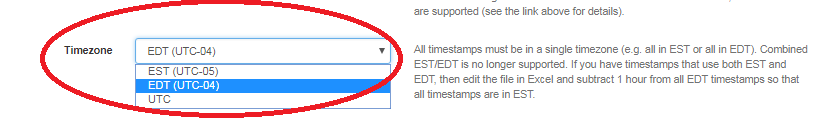 are supported (see the link above for details).
Timezone
EDT (UTC-04)
EST (UTC-05)
EDT (UTC-04)
UTC
All timestamps must be in a single timezone (e.g. all in EST or all in EDT). Combined
EST/EDT is no longer supported. If you have timestamps that use both EST and
EDT, then edit the file in Excel and subtract 1 hour from all EDT timestamps so that
all timestamps are in EST.